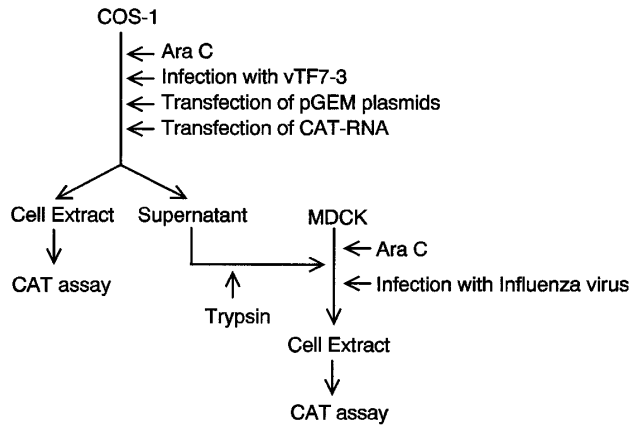 COS-1
Ara C
Infection with vTF7-3
Transfection of pGEM plasmids
Transfection of CAT-RNA
Cell Extract
Supernatant
MDCK
Ara C
CAT assay
Infection with Influenza virus
Trypsin
Cell Extract
CAT assay